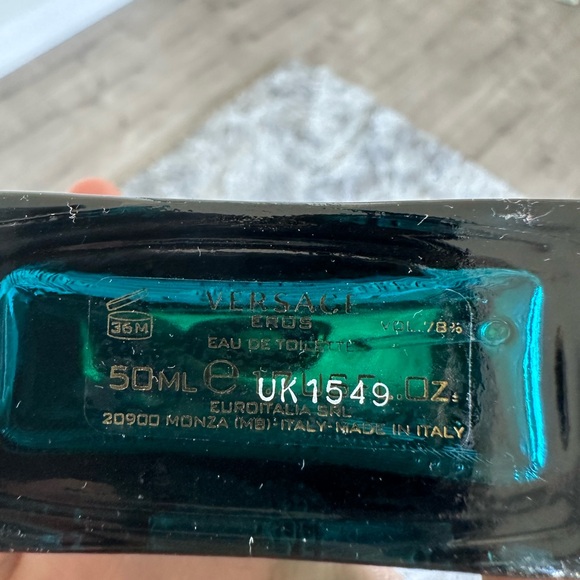 VERSACE
EROS
36M
VOL. 78%
EAU DE TOILETTE
50ML e OZ.
UK1549
EUROITALIA SRL
20900 MONZA (MB)-ITALY-MADE IN ITALY